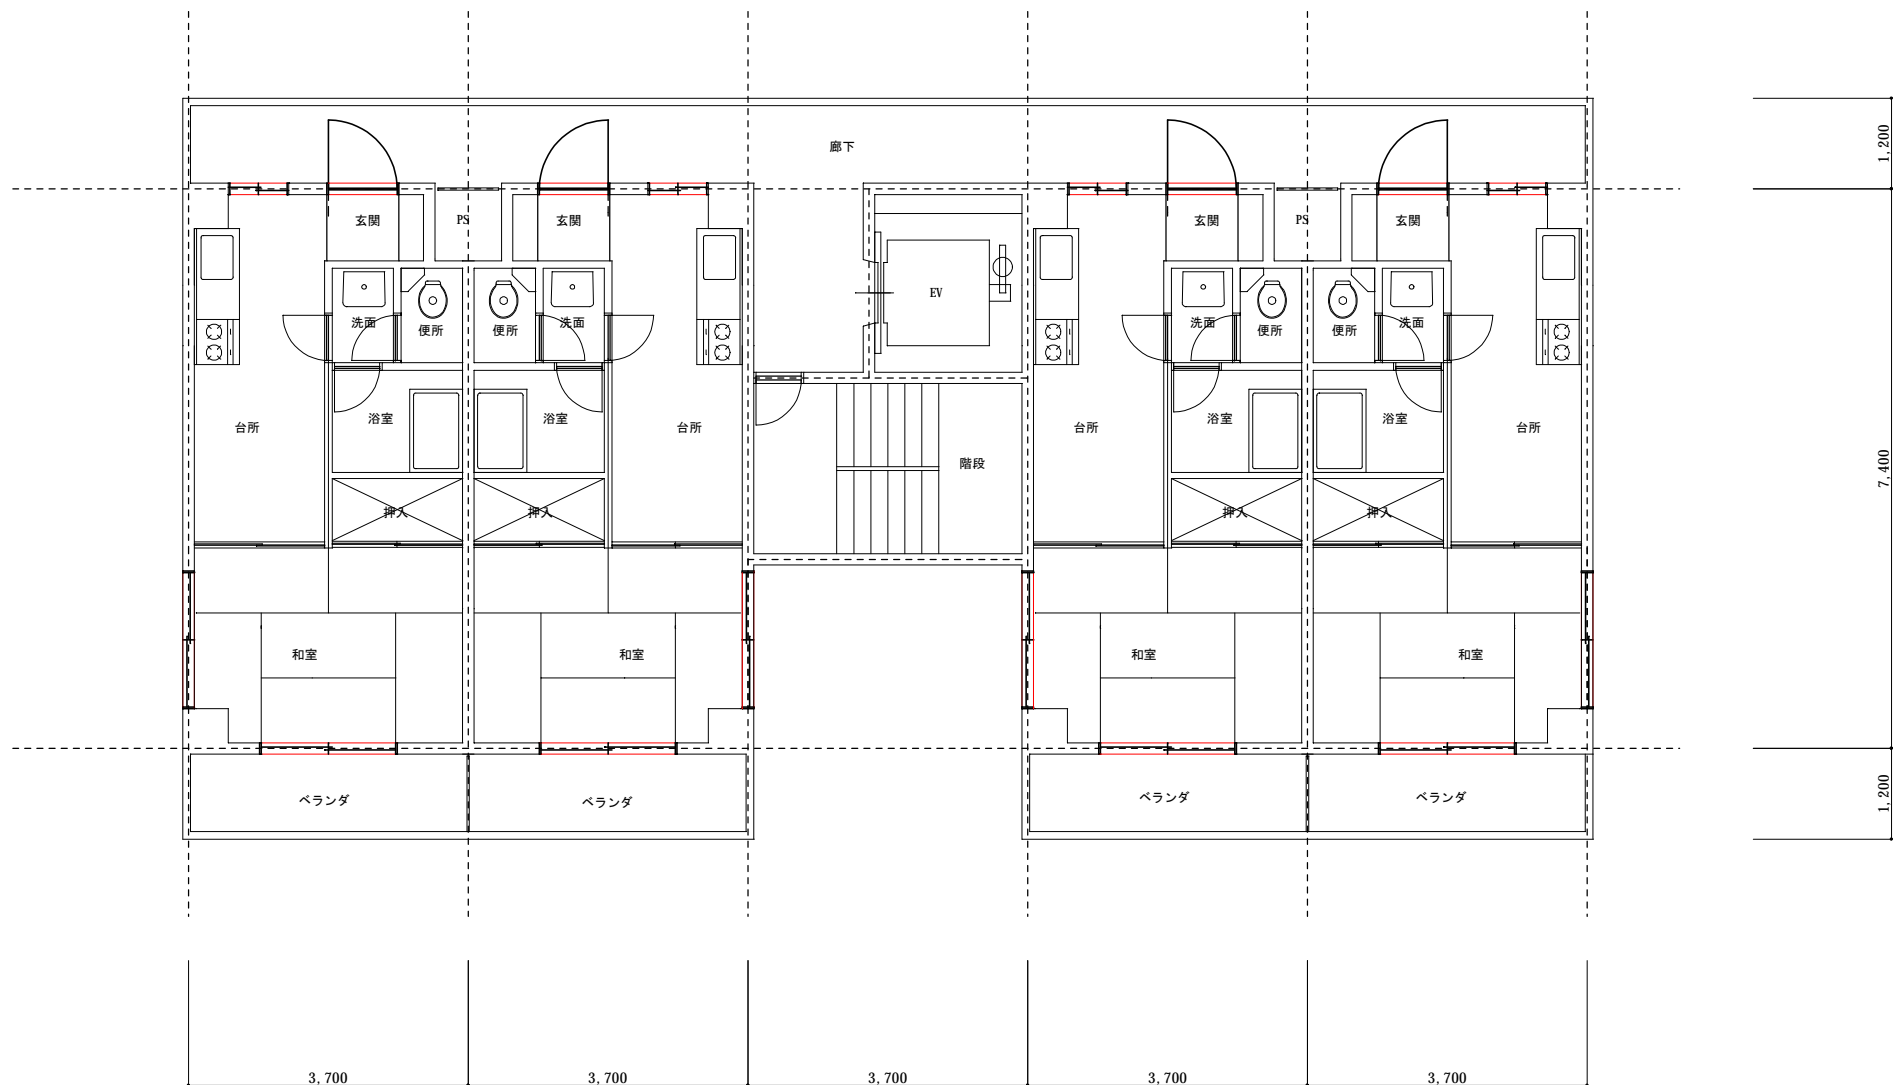 廊下
1,200
玄関
PS
玄関
玄関
PS
玄関
EV
洗面
便所
便所
洗面
洗面
便所
便所
洗面
浴室
浴室
浴室
浴室
台所
台所
台所
台所
階段
7,400
押入
押入
押入
押入
和室
和室
和室
和室
ベランダ
ベランダ
ベランダ
ベランダ
1,200
3,700
3,700
3,700
3,700
3,700